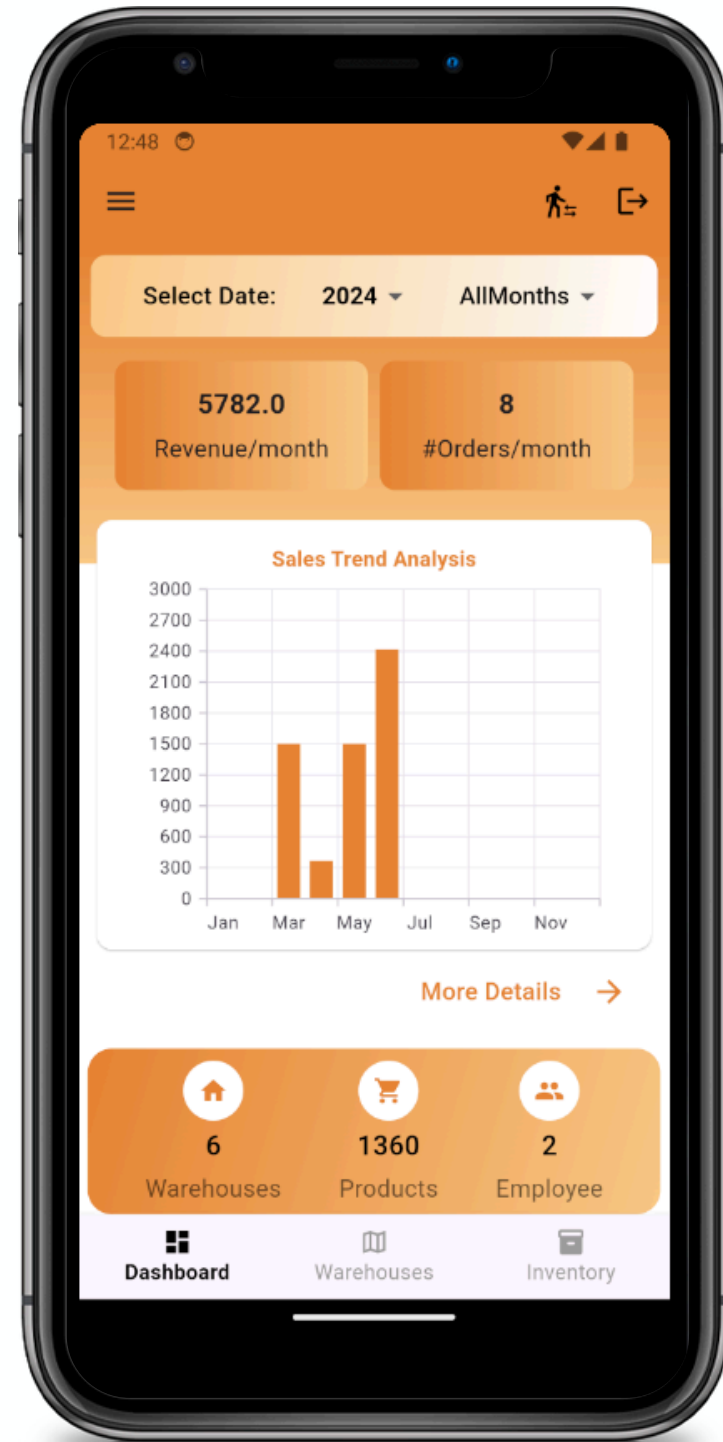 12:48
Select Date: 2024 AllMonths
5782.0 8
Revenue/month #Orders/month
Sales Trend Analysis
3000
2700
2400
2100
1800
1500
1200
900
600
300
0
Jan Mar May Jul Sep Nov
More Details
6 1360 2
Warehouses Products Employee
Dashboard Warehouses Inventory